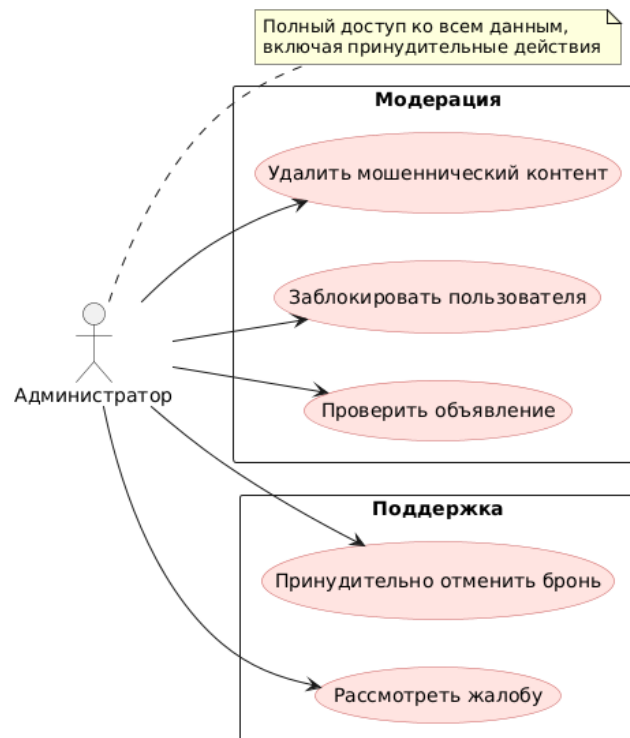 Полный доступ ко всем данным,
включая принудительные действия
Модерация
Удалить мошеннический контент
Заблокировать пользователя
Проверить объявление
Администратор
Поддержка
Принудительно отменить бронь
Рассмотреть жалобу